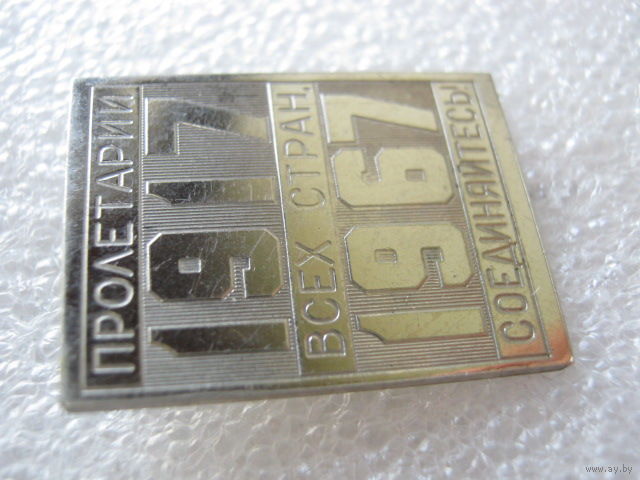 ПРОЛЕТАРИИ
1917
ВСЕХ СТРАН,
1967
СОЕДИНЯЙТЕСЬ!
www.ay.by